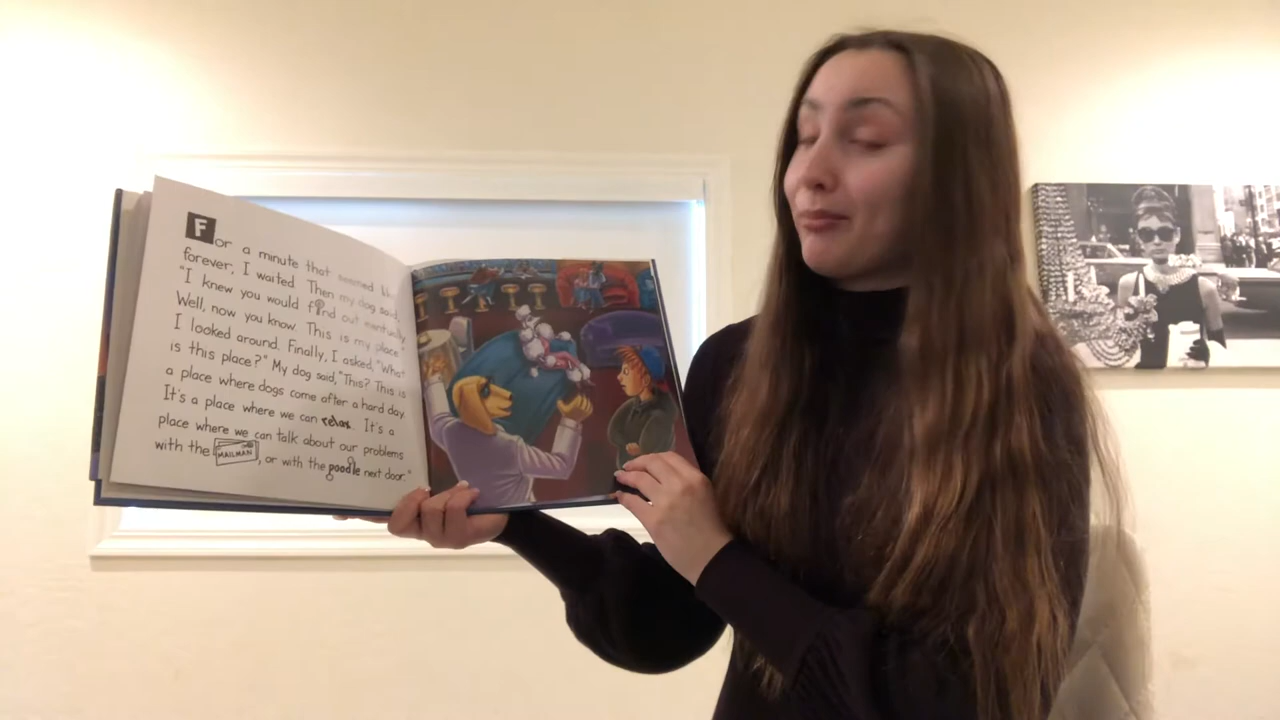 For a minute that seemed like
forever, I waited. Then my dog said,
"I knew you would find out eventually.
Well, now you know. This is my place."
I looked around. Finally, I asked, "What
is this place?" My dog said, "This? This is
a place where dogs come after a hard day.
It's a place where we can relax. It's a
place where we can talk about our problems
with the MAILMAN, or with the poodle next door."